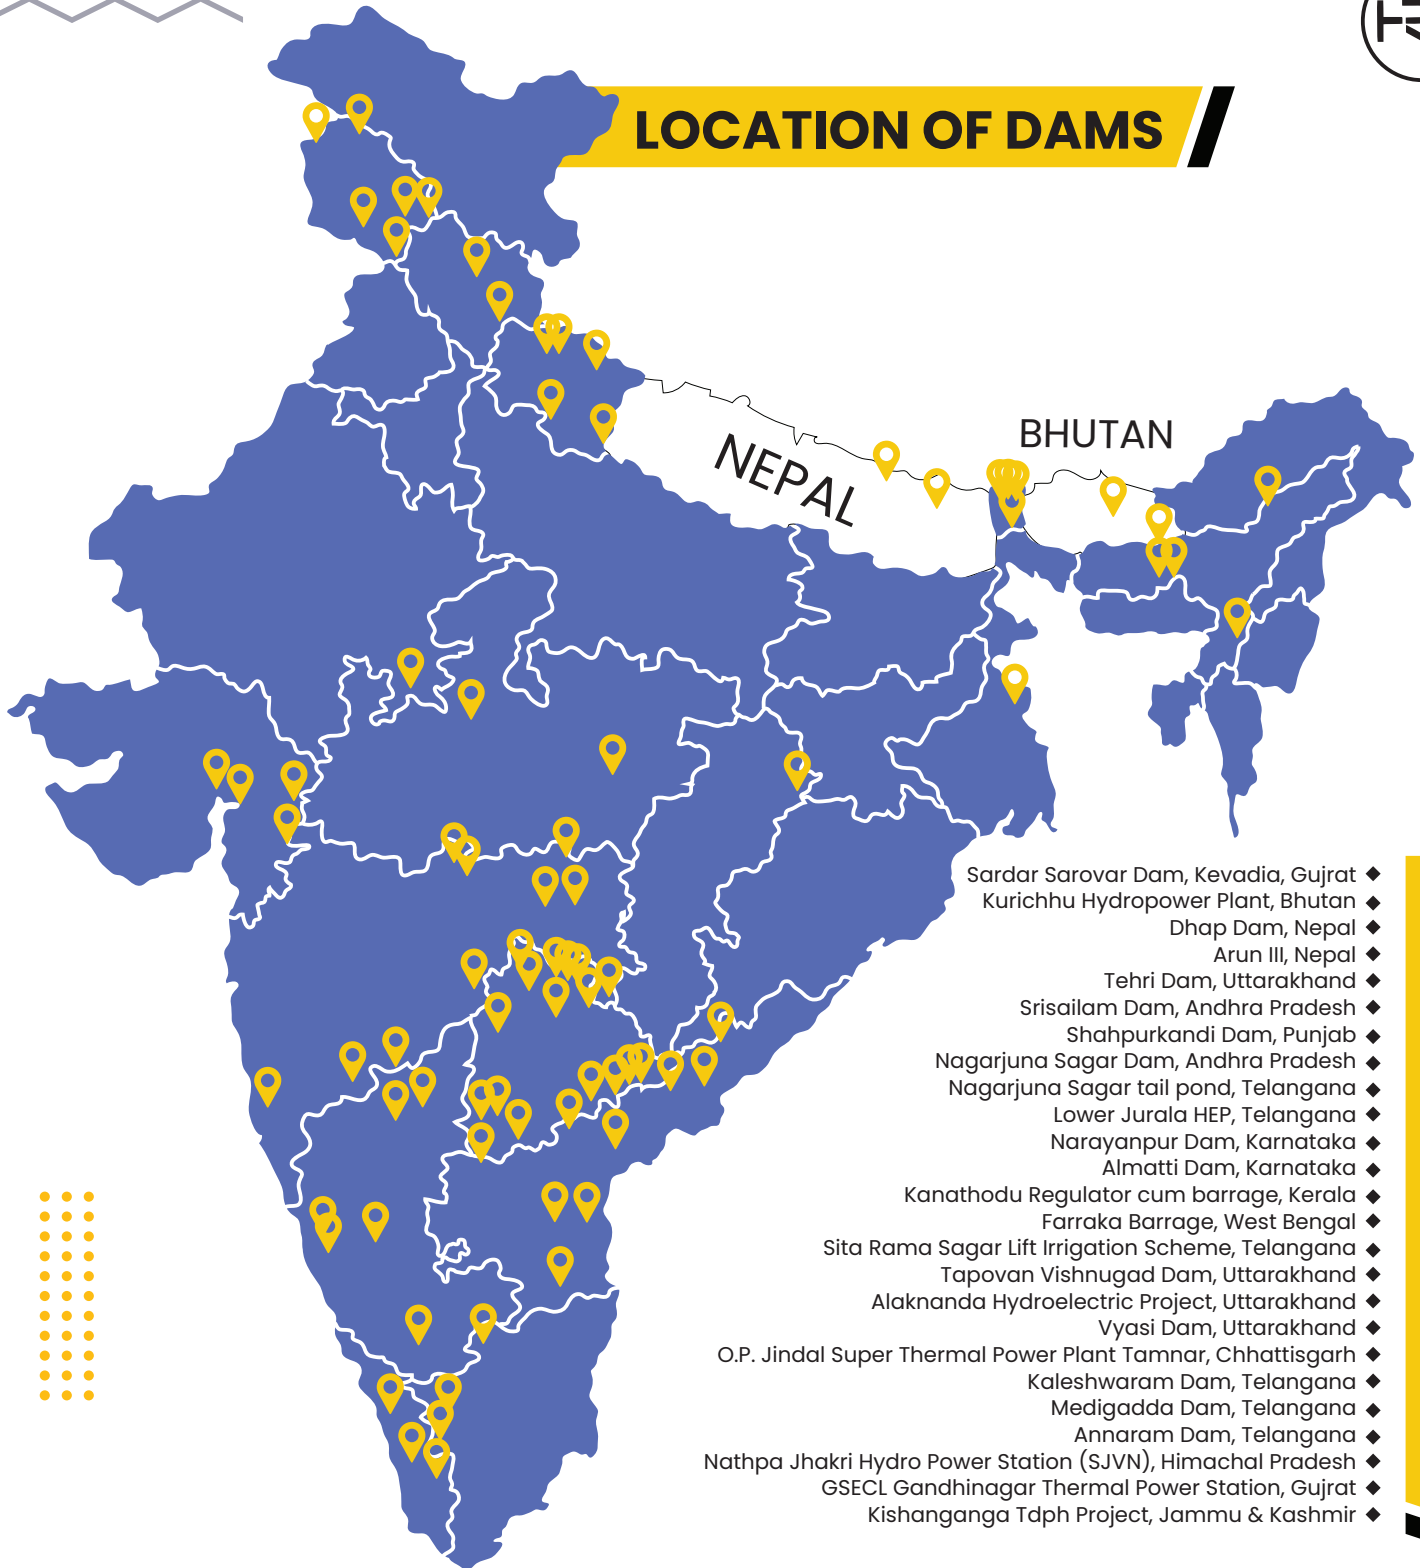 LOCATION OF DAMS
BHUTAN
NEPAL
Sardar Sarovar Dam, Kevadia, Gujrat
Kurichhu Hydropower Plant, Bhutan
Dhap Dam, Nepal
Arun III, Nepal
Tehri Dam, Uttarakhand
Srisailam Dam, Andhra Pradesh
Shahpurkandi Dam, Punjab
Nagarjuna Sagar Dam, Andhra Pradesh
Nagarjuna Sagar tail pond, Telangana
Lower Jurala HEP, Telangana
Narayanpur Dam, Karnataka
Almatti Dam, Karnataka
Kanathodu Regulator cum barrage, Kerala
Farraka Barrage, West Bengal
Sita Rama Sagar Lift Irrigation Scheme, Telangana
Tapovan Vishnugad Dam, Uttarakhand
Alaknanda Hydroelectric Project, Uttarakhand
Vyasi Dam, Uttarakhand
O.P. Jindal Super Thermal Power Plant Tamnar, Chhattisgarh
Kaleshwaram Dam, Telangana
Medigadda Dam, Telangana
Annaram Dam, Telangana
Nathpa Jhakri Hydro Power Station (SJVN), Himachal Pradesh
GSECL Gandhinagar Thermal Power Station, Gujrat
Kishanganga Tdph Project, Jammu & Kashmir